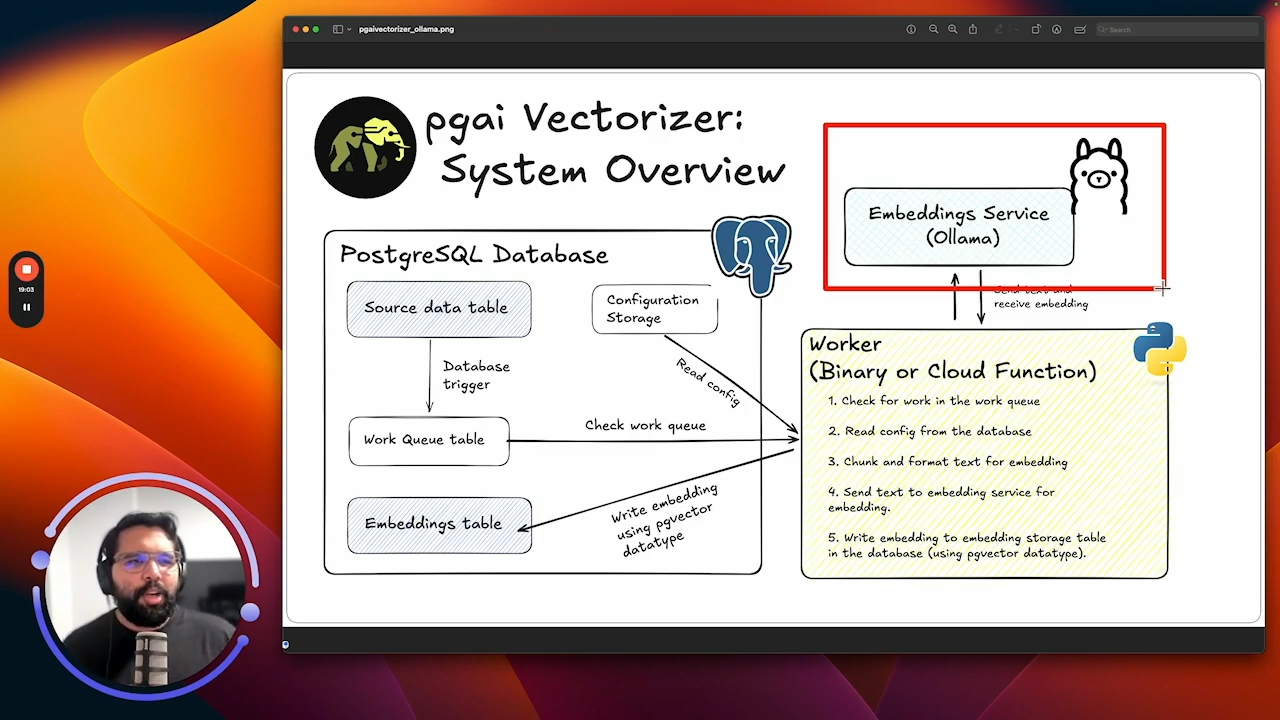 pgaivectorizer_ollama.png
Search
pgai Vectorizer:
System Overview
Embeddings Service
(Ollama)
PostgreSQL Database
Source data table
Configuration
Storage
Send text and
receive embedding
19:03
Database
trigger
Read config
Worker
(Binary or Cloud Function)
1. Check for work in the work queue
2. Read config from the database
3. Chunk and format text for embedding
4. Send text to embedding service for
embedding.
5. Write embedding to embedding storage table
in the database (using pgvector datatype).
Work Queue table
Check work queue
Embeddings table
Write embedding
using pgvector
datatype